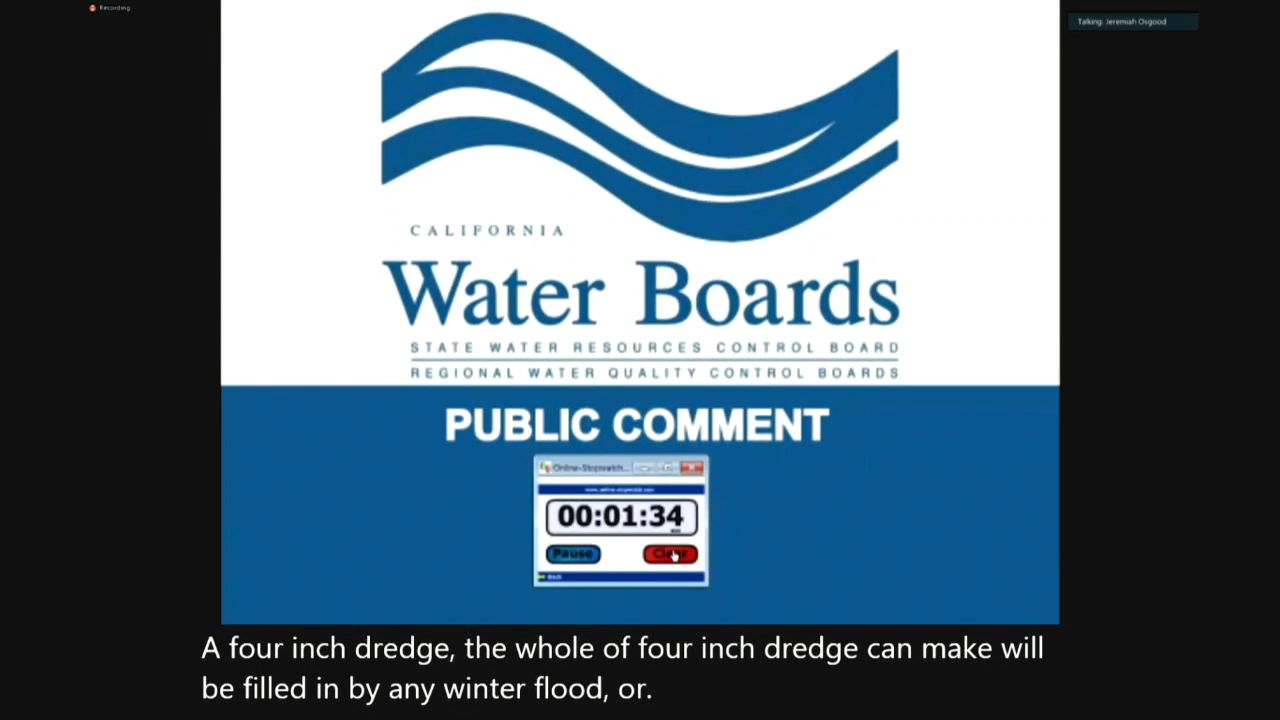 Recording
Talking: Jeremiah Osgood
CALIFORNIA
Water Boards
STATE WATER RESOURCES CONTROL BOARD
REGIONAL WATER QUALITY CONTROL BOARDS
PUBLIC COMMENT
Online-Stopwatch...
00:01:34
Pause
A four inch dredge, the whole of four inch dredge can make will
be filled in by any winter flood, or.